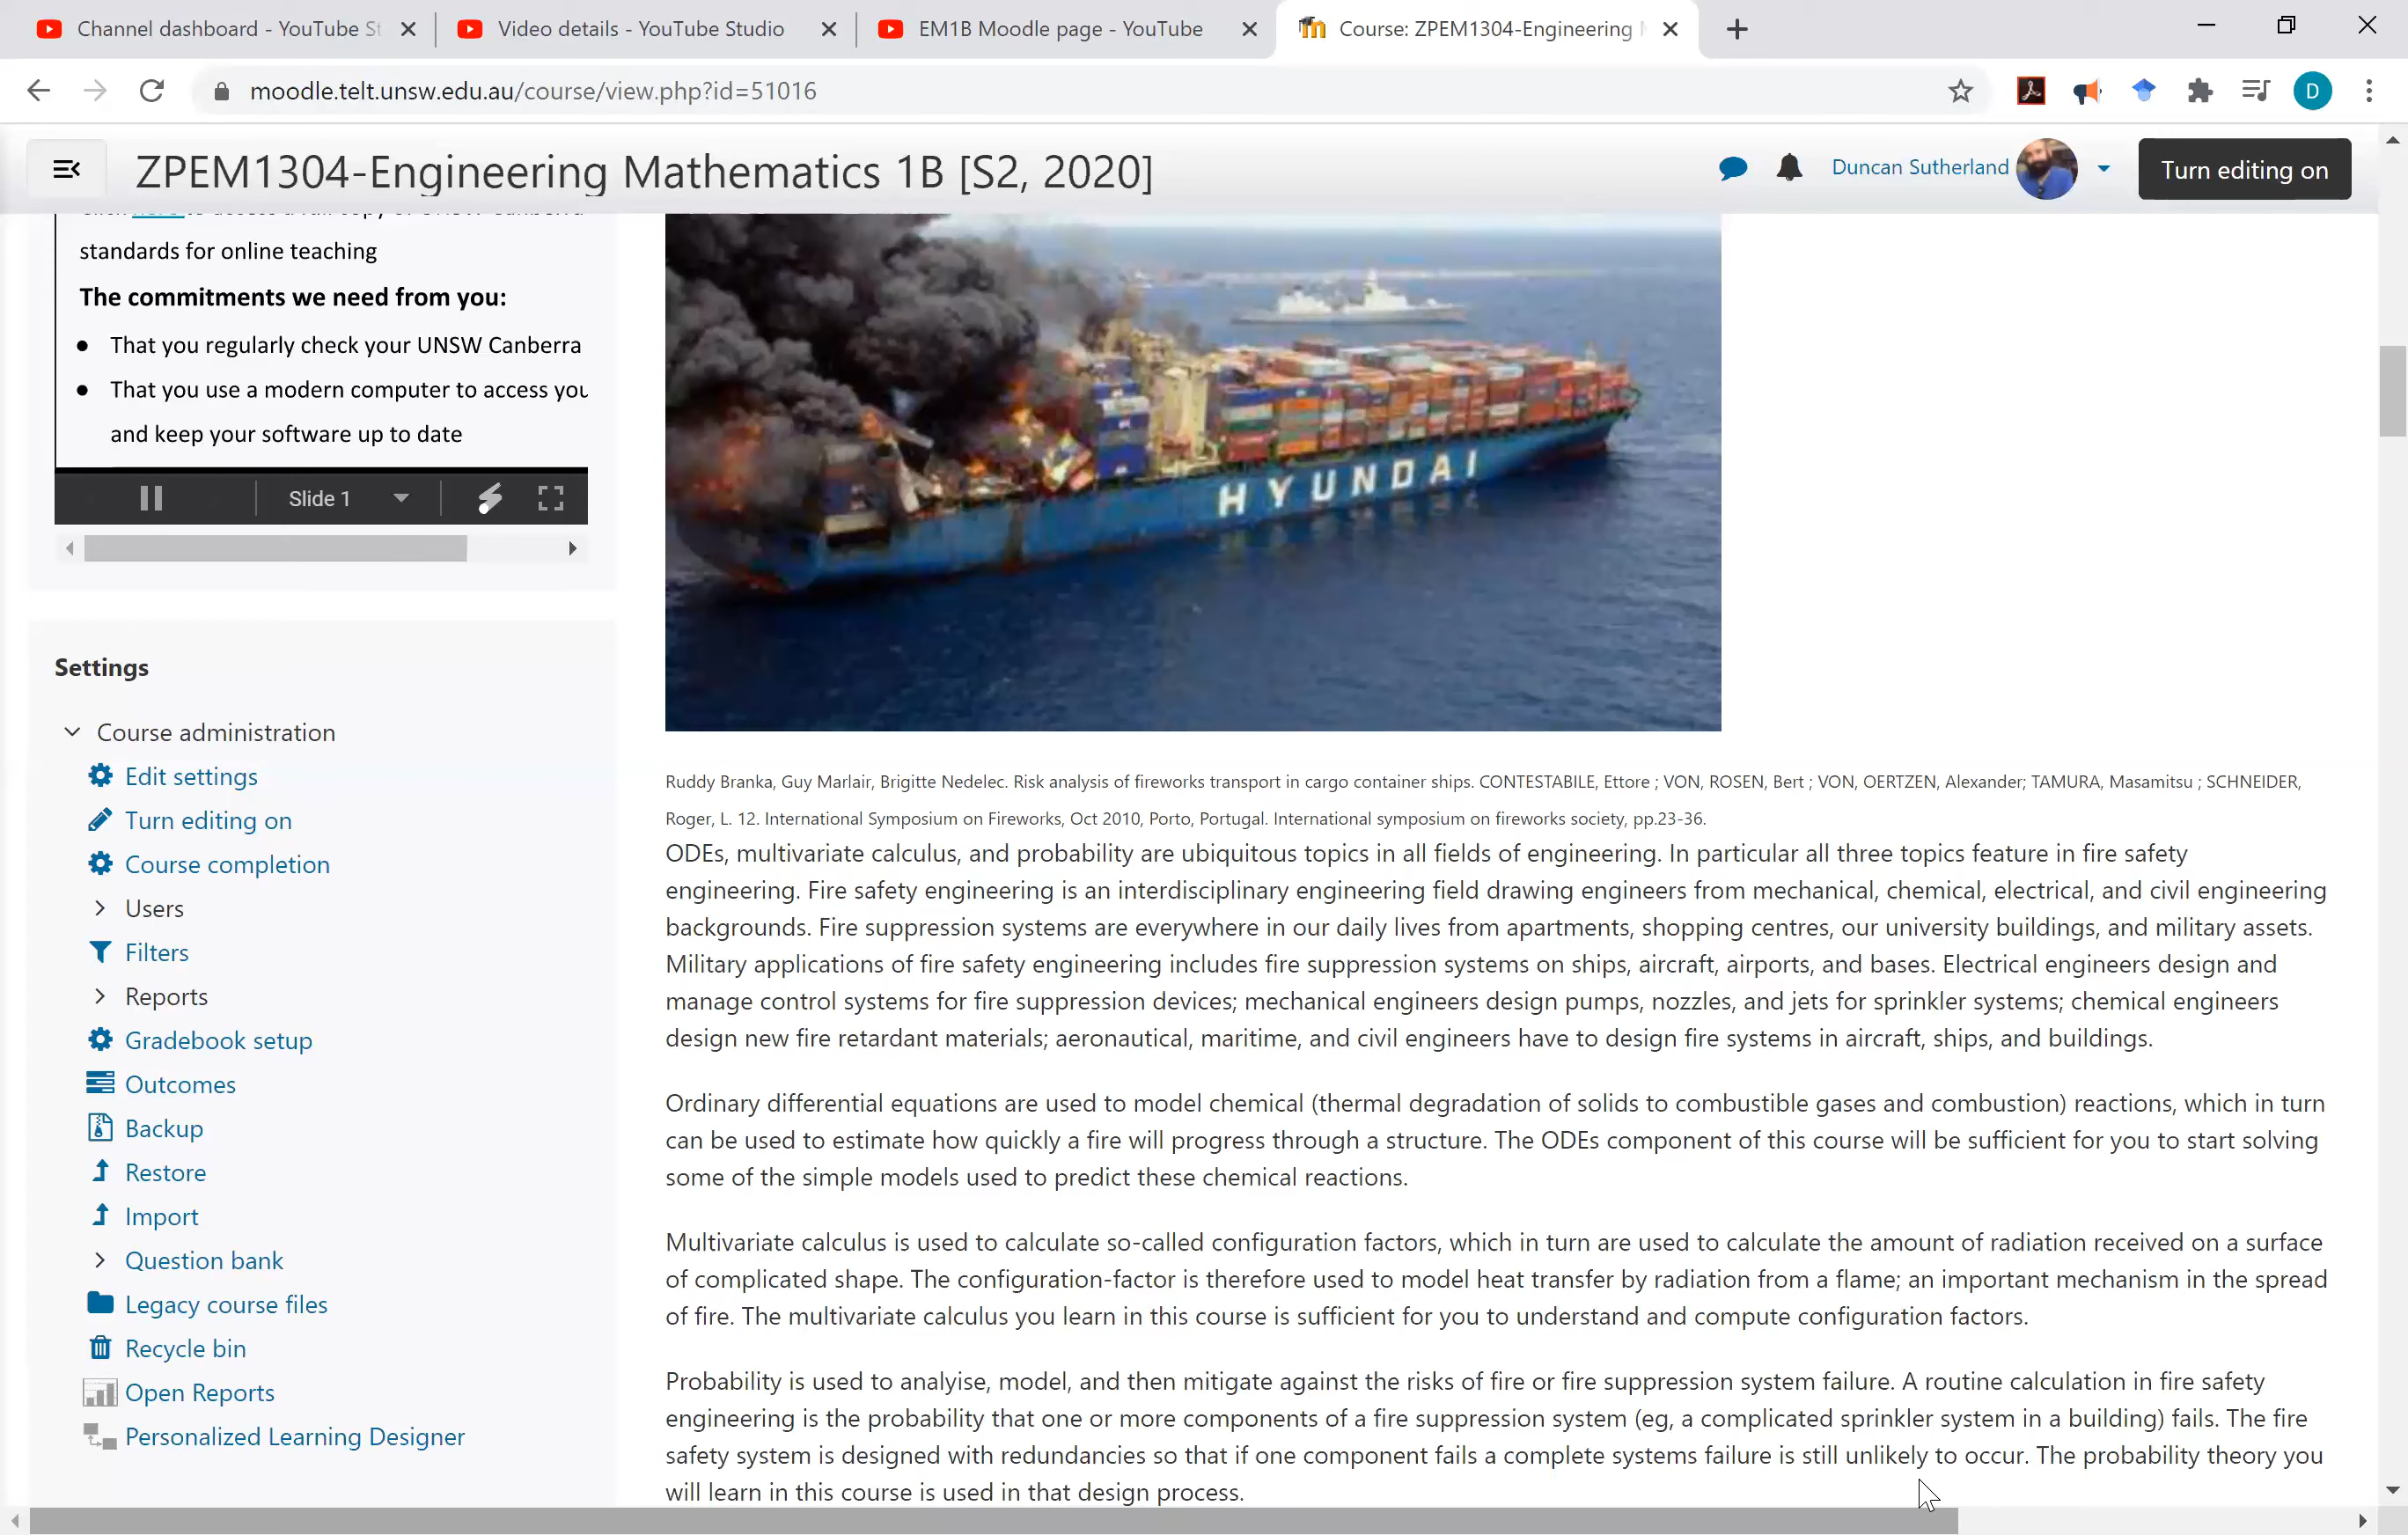 Channel dashboard - YouTube St
Video details - YouTube Studio
EM1B Moodle page - YouTube
Course: ZPEM1304-Engineering
moodle.telt.unsw.edu.au/course/view.php?id=51016
D
ZPEM1304-Engineering Mathematics 1B [S2, 2020]
Duncan Sutherland
Turn editing on
standards for online teaching
The commitments we need from you:
• That you regularly check your UNSW Canberra
• That you use a modern computer to access you
and keep your software up to date
Slide 1
HYUNDAI
Settings
Course administration
Edit settings
Turn editing on
Course completion
Users
Filters
Reports
Gradebook setup
Outcomes
Backup
Restore
Import
Question bank
Legacy course files
Recycle bin
Open Reports
Personalized Learning Designer
Ruddy Branka, Guy Marlair, Brigitte Nedelec. Risk analysis of fireworks transport in cargo container ships. CONTESTABILE, Ettore ; VON, ROSEN, Bert ; VON, OERTZEN, Alexander; TAMURA, Masamitsu ; SCHNEIDER,
Roger, L. 12. International Symposium on Fireworks, Oct 2010, Porto, Portugal. International symposium on fireworks society, pp.23-36.
ODEs, multivariate calculus, and probability are ubiquitous topics in all fields of engineering. In particular all three topics feature in fire safety
engineering. Fire safety engineering is an interdisciplinary engineering field drawing engineers from mechanical, chemical, electrical, and civil engineering
backgrounds. Fire suppression systems are everywhere in our daily lives from apartments, shopping centres, our university buildings, and military assets.
Military applications of fire safety engineering includes fire suppression systems on ships, aircraft, airports, and bases. Electrical engineers design and
manage control systems for fire suppression devices; mechanical engineers design pumps, nozzles, and jets for sprinkler systems; chemical engineers
design new fire retardant materials; aeronautical, maritime, and civil engineers have to design fire systems in aircraft, ships, and buildings.
Ordinary differential equations are used to model chemical (thermal degradation of solids to combustible gases and combustion) reactions, which in turn
can be used to estimate how quickly a fire will progress through a structure. The ODEs component of this course will be sufficient for you to start solving
some of the simple models used to predict these chemical reactions.
Multivariate calculus is used to calculate so-called configuration factors, which in turn are used to calculate the amount of radiation received on a surface
of complicated shape. The configuration-factor is therefore used to model heat transfer by radiation from a flame; an important mechanism in the spread
of fire. The multivariate calculus you learn in this course is sufficient for you to understand and compute configuration factors.
Probability is used to analyise, model, and then mitigate against the risks of fire or fire suppression system failure. A routine calculation in fire safety
engineering is the probability that one or more components of a fire suppression system (eg, a complicated sprinkler system in a building) fails. The fire
safety system is designed with redundancies so that if one component fails a complete systems failure is still unlikely to occur. The probability theory you
will learn in this course is used in that design process.